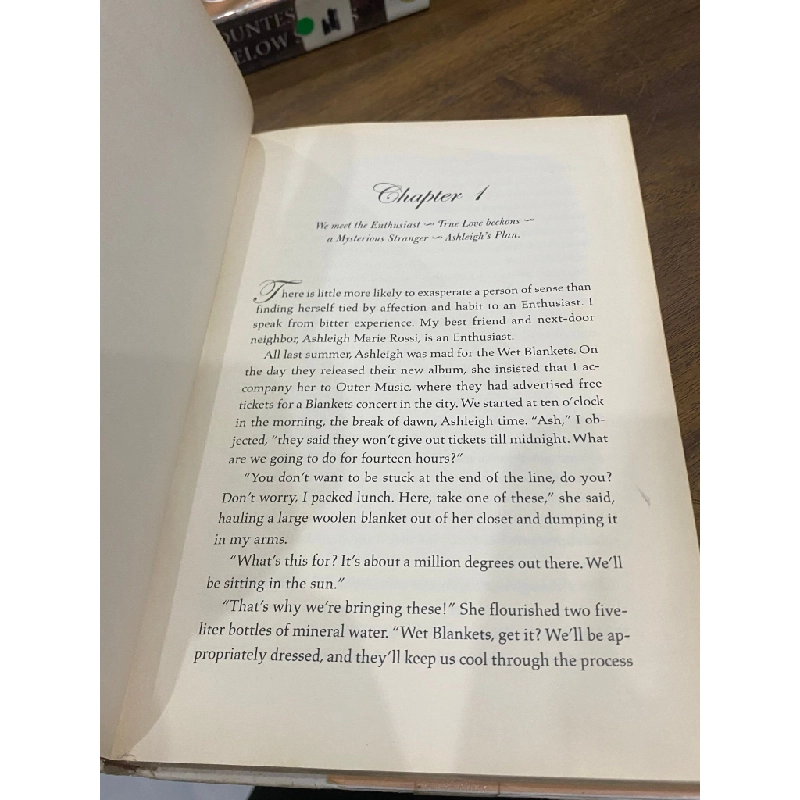 OUNTES
ELOW S
Chapter 1
We meet the Enthusiast ~ True Love beckons ~
a Mysterious Stranger ~ Ashleigh's Plan.
There is little more likely to exasperate a person of sense than
finding herself tied by affection and habit to an Enthusiast. I
speak from bitter experience. My best friend and next-door
neighbor, Ashleigh Marie Rossi, is an Enthusiast.
All last summer, Ashleigh was mad for the Wet Blankets. On
the day they released their new album, she insisted that I ac-
company her to Outer Music, where they had advertised free
tickets for a Blankets concert in the city. We started at ten o'clock
in the morning, the break of dawn, Ashleigh time. "Ash," I ob-
jected, "they said they won't give out tickets till midnight. What
are we going to do for fourteen hours?"
"You don't want to be stuck at the end of the line, do you?
Don't worry, I packed lunch. Here, take one of these," she said,
hauling a large woolen blanket out of her closet and dumping it
in my arms.
"What's this for? It's about a million degrees out there. We'll
be sitting in the sun."
"That's why we're bringing these!" She flourished two five-
liter bottles of mineral water. "Wet Blankets, get it? We'll be ap-
propriately dressed, and they'll keep us cool through the process